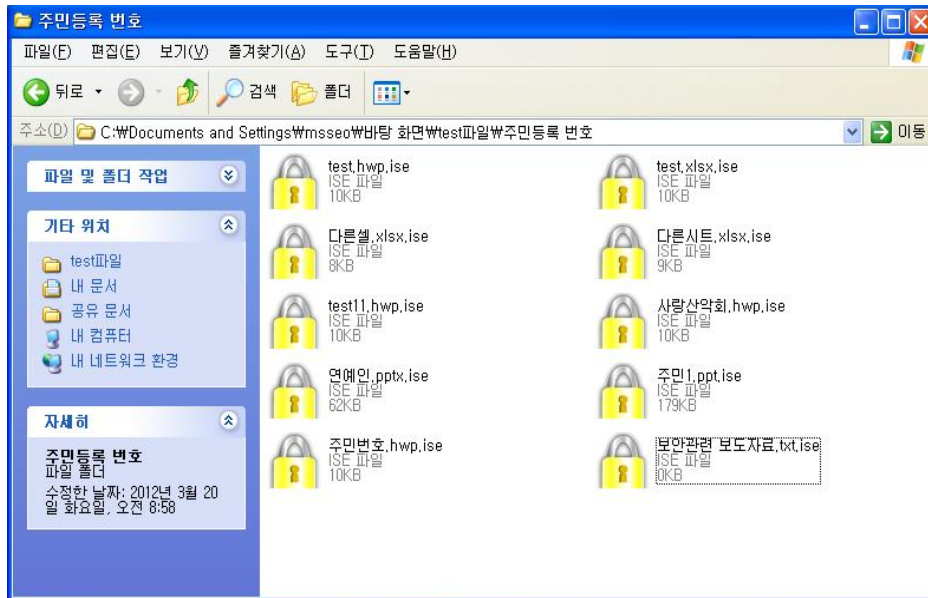 주민등록 번호
파일(F) 편집(E) 보기(V) 즐겨찾기(A) 도구(T) 도움말(H)
뒤로 검색 폴더
주소(D) C:₩Documents and Settings₩msseo₩바탕 화면₩test파일₩주민등록 번호 이동
파일 및 폴더 작업
기타 위치
test파일
내 문서
공유 문서
내 컴퓨터
내 네트워크 환경
자세히
주민등록 번호
파일 폴더
수정한 날짜: 2012년 3월 20
일 화요일, 오전 8:58
test.hwp.ise
ISE 파일
10KB
test.xlsx.ise
ISE 파일
10KB
다른셀.xlsx.ise
ISE 파일
8KB
다른시트.xlsx.ise
ISE 파일
9KB
test11.hwp.ise
ISE 파일
10KB
사랑산악회.hwp.ise
ISE 파일
10KB
연예인.pptx.ise
ISE 파일
62KB
주민1.ppt.ise
ISE 파일
179KB
주민번호.hwp.ise
ISE 파일
10KB
보안관련 보도자료.txt.ise
ISE 파일
0KB